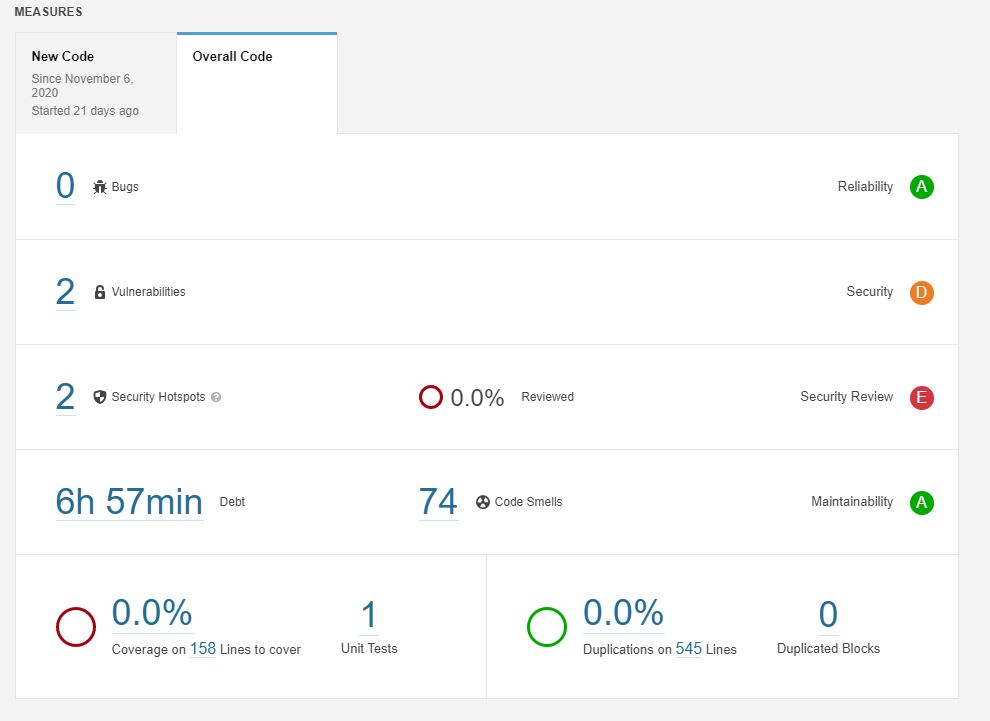 MEASURES
New Code
Overall Code
Since November 6,
2020
Started 21 days ago
0 Bugs
Reliability A
2 Vulnerabilities
Security D
2 Security Hotspots ?
0.0% Reviewed
Security Review E
6h 57min Debt
74 Code Smells
Maintainability A
0.0%
Coverage on 158 Lines to cover
1
Unit Tests
0.0%
Duplications on 545 Lines
0
Duplicated Blocks